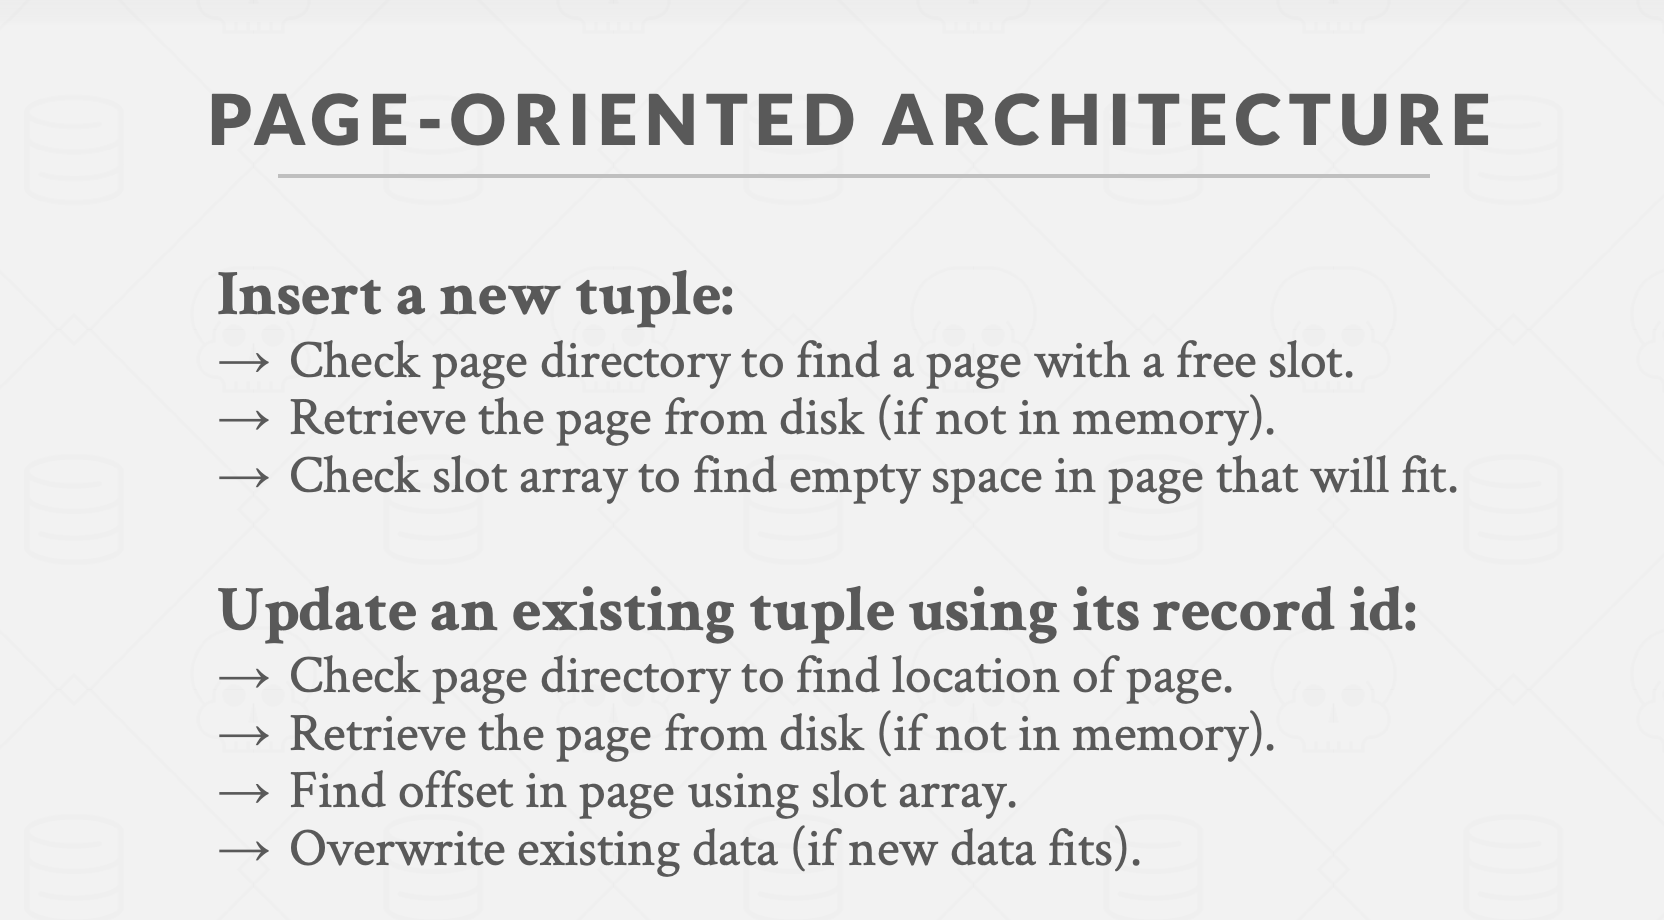 PAGE-ORIENTED ARCHITECTURE
Insert a new tuple:
→ Check page directory to find a page with a free slot.
→ Retrieve the page from disk (if not in memory).
→ Check slot array to find empty space in page that will fit.
Update an existing tuple using its record id:
→ Check page directory to find location of page.
→ Retrieve the page from disk (if not in memory).
→ Find offset in page using slot array.
→ Overwrite existing data (if new data fits).